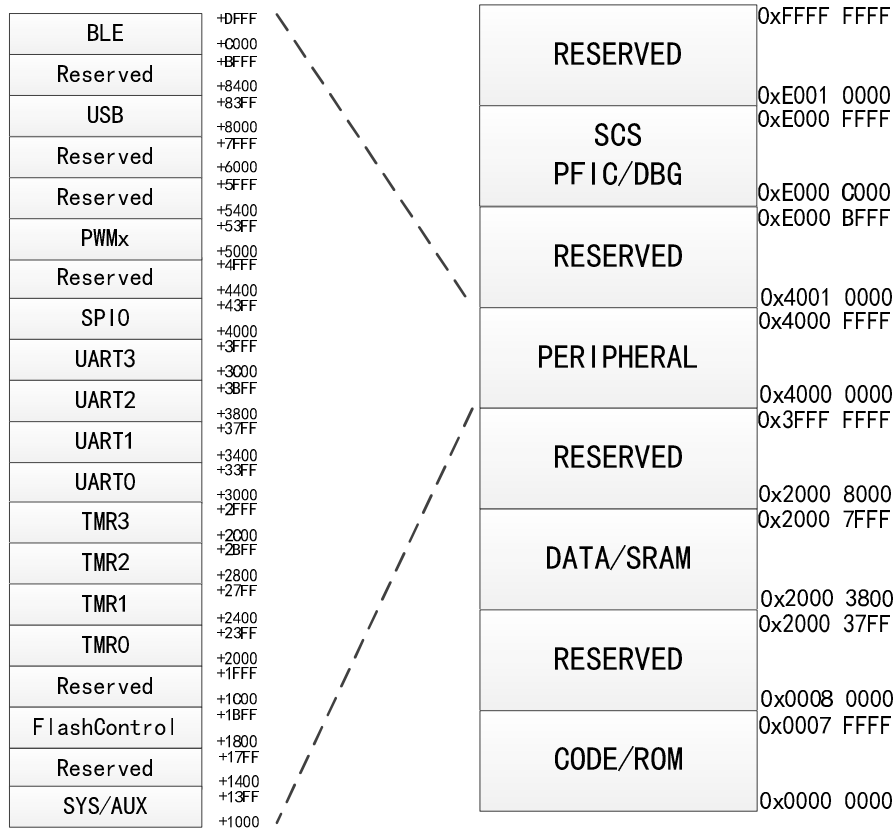 BLE
+DFFF
+C000
Reserved
+BFFF
+8400
USB
+83FF
+8000
Reserved
+7FFF
+6000
Reserved
+5FFF
+5400
PWMx
+53FF
+5000
Reserved
+4FFF
+4400
SPI0
+43FF
+4000
UART3
+3FFF
+3C00
UART2
+3BFF
+3800
UART1
+37FF
+3400
UART0
+33FF
+3000
TMR3
+2FFF
+2C00
TMR2
+2BFF
+2800
TMR1
+27FF
+2400
TMR0
+23FF
+2000
Reserved
+1FFF
+1C00
FlashControl
+1BFF
+1800
Reserved
+17FF
+1400
SYS/AUX
+13FF
+1000
0xFFFF FFFF
RESERVED
0xE001 0000
0xE000 FFFF
SCS
PFIC/DBG
0xE000 C000
0xE000 BFFF
RESERVED
0x4001 0000
0x4000 FFFF
PERIPHERAL
0x4000 0000
0x3FFF FFFF
RESERVED
0x2000 8000
0x2000 7FFF
DATA/SRAM
0x2000 3800
0x2000 37FF
RESERVED
0x0008 0000
0x0007 FFFF
CODE/ROM
0x0000 0000